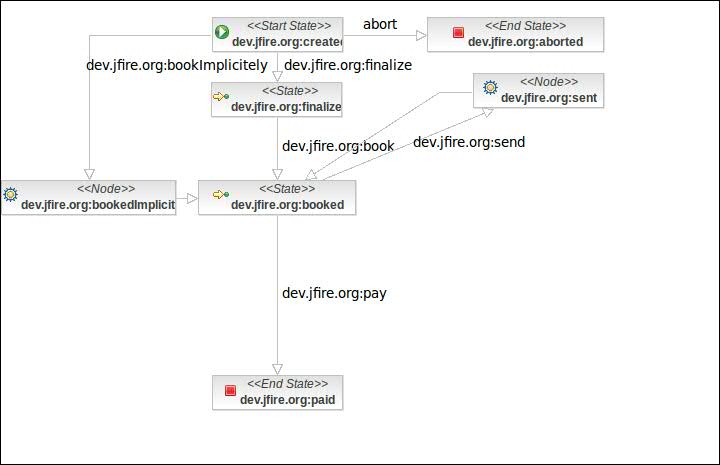 <<Start State>>
dev.jfire.org:create
abort
<<End State>>
dev.jfire.org:aborted
dev.jfire.org:bookImplicitely
dev.jfire.org:finalize
<<State>>
dev.jfire.org:finalize
<<Node>>
dev.jfire.org:sent
dev.jfire.org:book
dev.jfire.org:send
<<Node>>
dev.jfire.org:bookedImplicit
<<State>>
dev.jfire.org:booked
dev.jfire.org:pay
<<End State>>
dev.jfire.org:paid